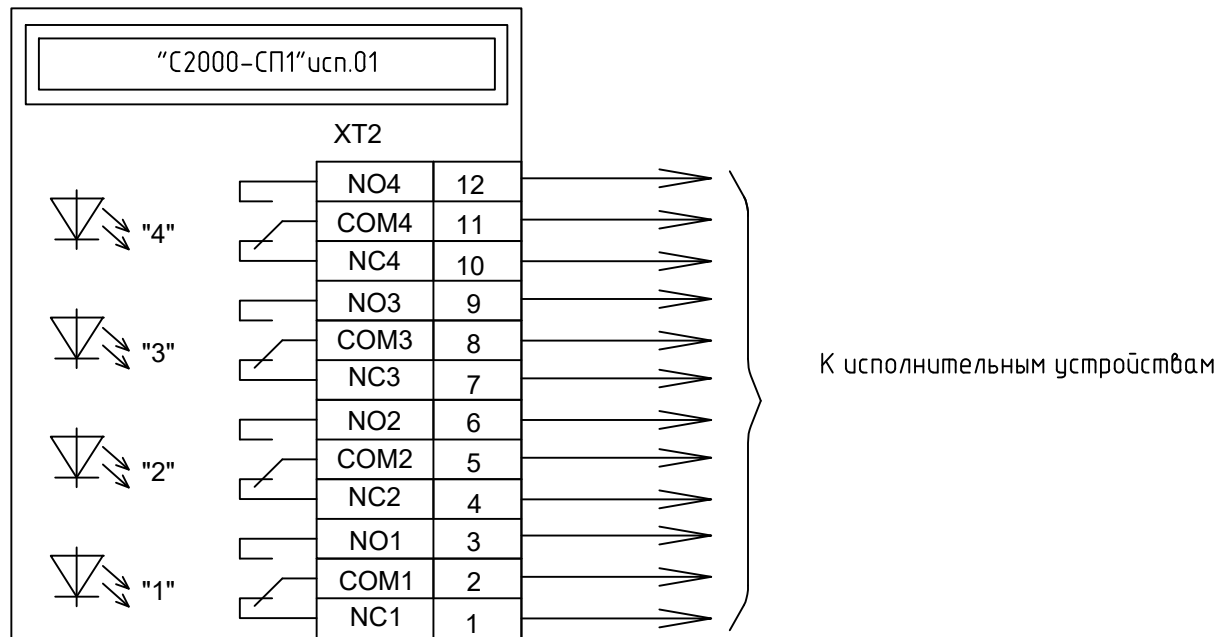 "С2000-СП1"исп.01
XT2
NO4 12
"4" COM4 11
NC4 10
NO3 9
"3" COM3 8
NC3 7
К исполнительным устройствам
NO2 6
"2" COM2 5
NC2 4
NO1 3
"1" COM1 2
NC1 1